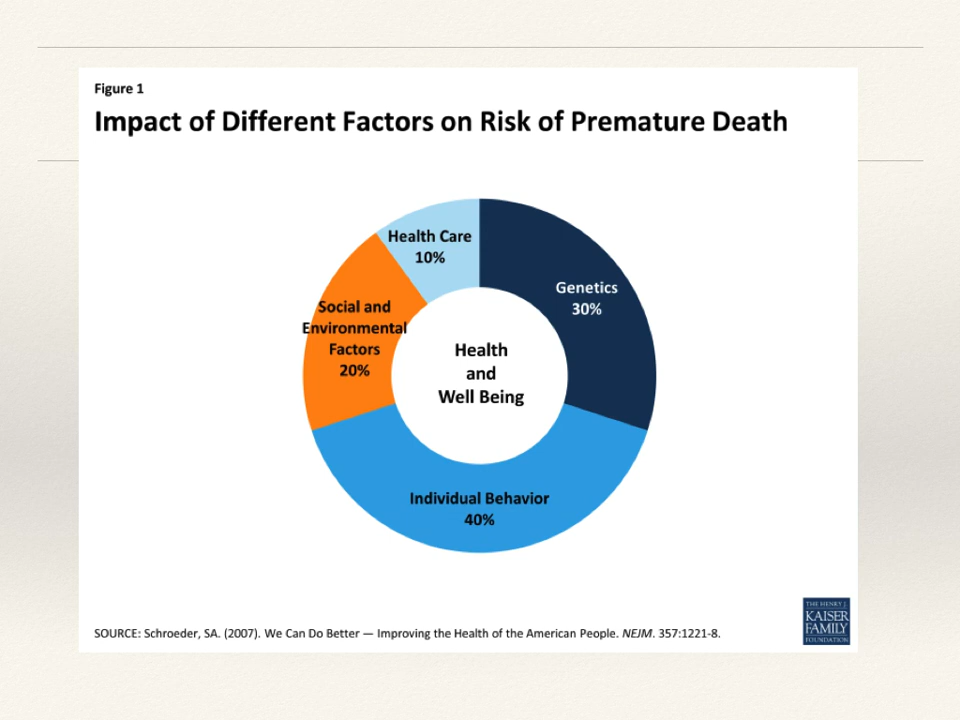 Figure 1
Impact of Different Factors on Risk of Premature Death
Health Care
10%
Genetics
30%
Social and
Environmental
Factors
20%
Health
and
Well Being
Individual Behavior
40%
SOURCE: Schroeder, SA. (2007). We Can Do Better — Improving the Health of the American People. NEJM. 357:1221-8.
THE HENRY J.
KAISER
FAMILY
FOUNDATION